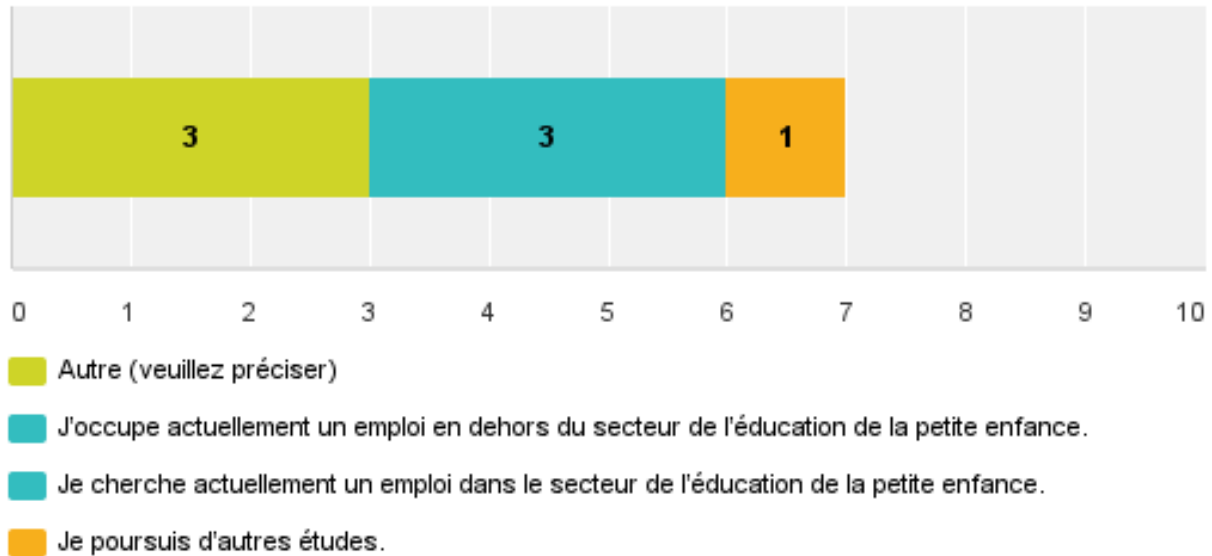 3 3 1
0 1 2 3 4 5 6 7 8 9 10
Autre (veuillez préciser)
J'occupe actuellement un emploi en dehors du secteur de l'éducation de la petite enfance.
Je cherche actuellement un emploi dans le secteur de l'éducation de la petite enfance.
Je poursuis d'autres études.